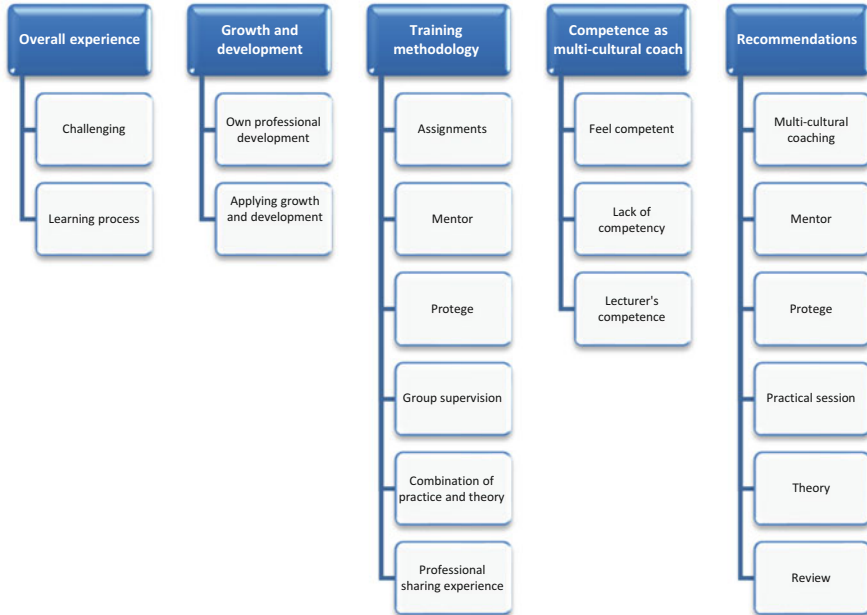 Overall experience
Challenging
Learning process
Growth and
development
Own professional
development
Applying growth
and development
Training
methodology
Assignments
Mentor
Protege
Group supervision
Combination of
practice and theory
Professional
sharing experience
Competence as
multi-cultural coach
Feel competent
Lack of
competency
Lecturer's
competence
Recommendations
Multi-cultural
coaching
Mentor
Protege
Practical session
Theory
Review